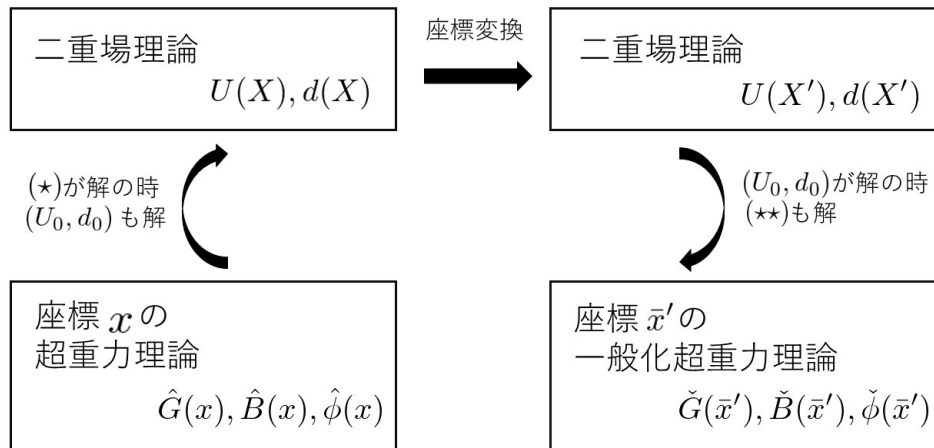 二重場理論
U(X), d(X)
座標変換
二重場理論
U(X′), d(X′)
(⋆)が解の時
(U₀, d₀) も解
(U₀, d₀)が解の時
(⋆⋆)も解
座標 x の
超重力理論
Ĝ(x), B̂(x), ϕ̂(x)
座標 x̄′ の
一般化超重力理論
Ǧ(x̄′), B̌(x̄′), ϕ̌(x̄′)